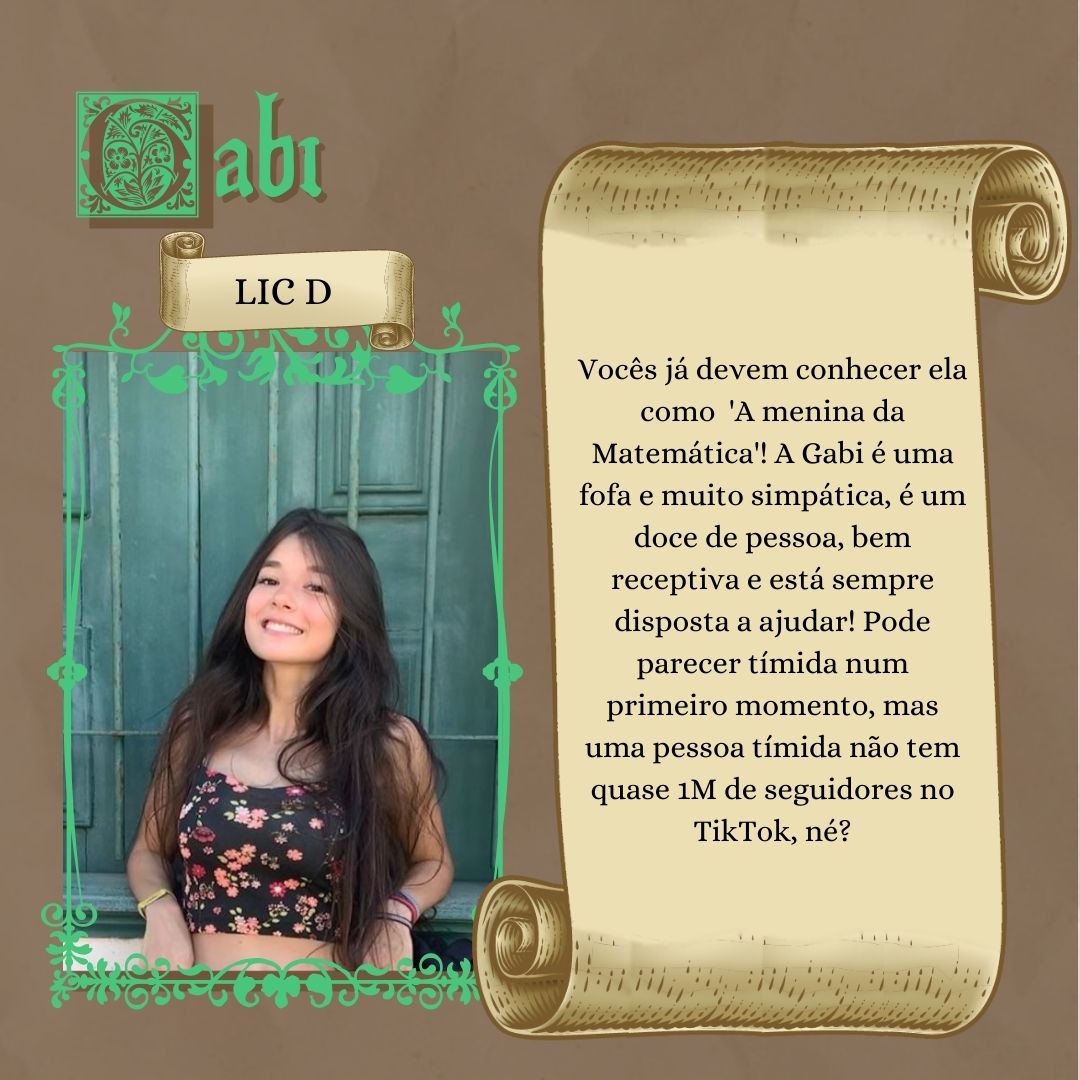 Gabi
LIC D
Vocês já devem conhecer ela
como 'A menina da
Matemática'! A Gabi é uma
fofa e muito simpática, é um
doce de pessoa, bem
receptiva e está sempre
disposta a ajudar! Pode
parecer tímida num
primeiro momento, mas
uma pessoa tímida não tem
quase 1M de seguidores no
TikTok, né?